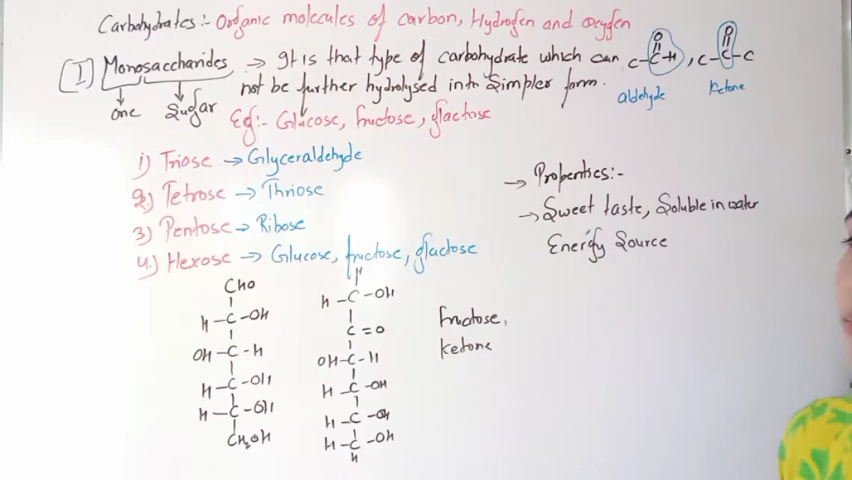 Carbohydrates:- Organic molecules of carbon, Hydrogen and oxygen
I) Monosaccharides → It is that type of carbohydrate which can
not be further hydrolysed into Simpler form.
one Sugar
Eg:- Glucose, fructose, glactose
O
C-C-H, C-C-C
O
aldehyde Ketone
i) Triose → Glyceraldehyde
2.) Tetrose → Thriose
3) Pentose → Ribose
4.) Hexose → Glucose, fructose, glactose
→ Properties:-
→ Sweet taste, Soluble in water
Energy Source
CHO
H-C-OH
OH-C-H
H-C-OH
H-C-OH
CH2OH
H
H-C-OH
C=O
OH-C-H
H-C-OH
H-C-OH
H-C-OH
H
fructose,
ketone